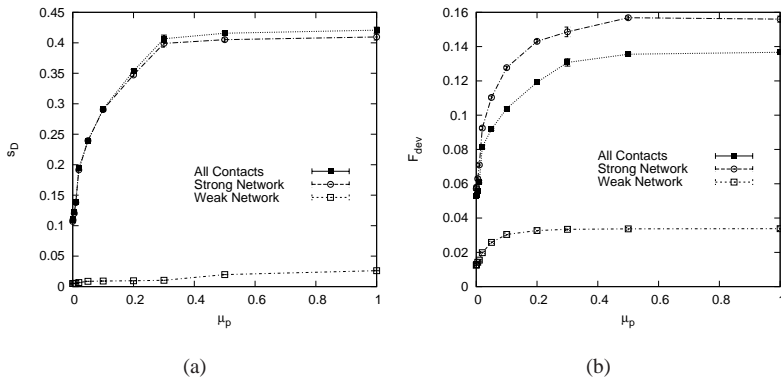 0.45
0.4
0.35
0.3
0.25
0.2
0.15
0.1
0.05
0
s_D
All Contacts
Strong Network
Weak Network
0 0.2 0.4 0.6 0.8 1
μ_p
(a)
0.16
0.14
0.12
0.1
0.08
0.06
0.04
0.02
0
F_dev
All Contacts
Strong Network
Weak Network
0 0.2 0.4 0.6 0.8 1
μ_p
(b)